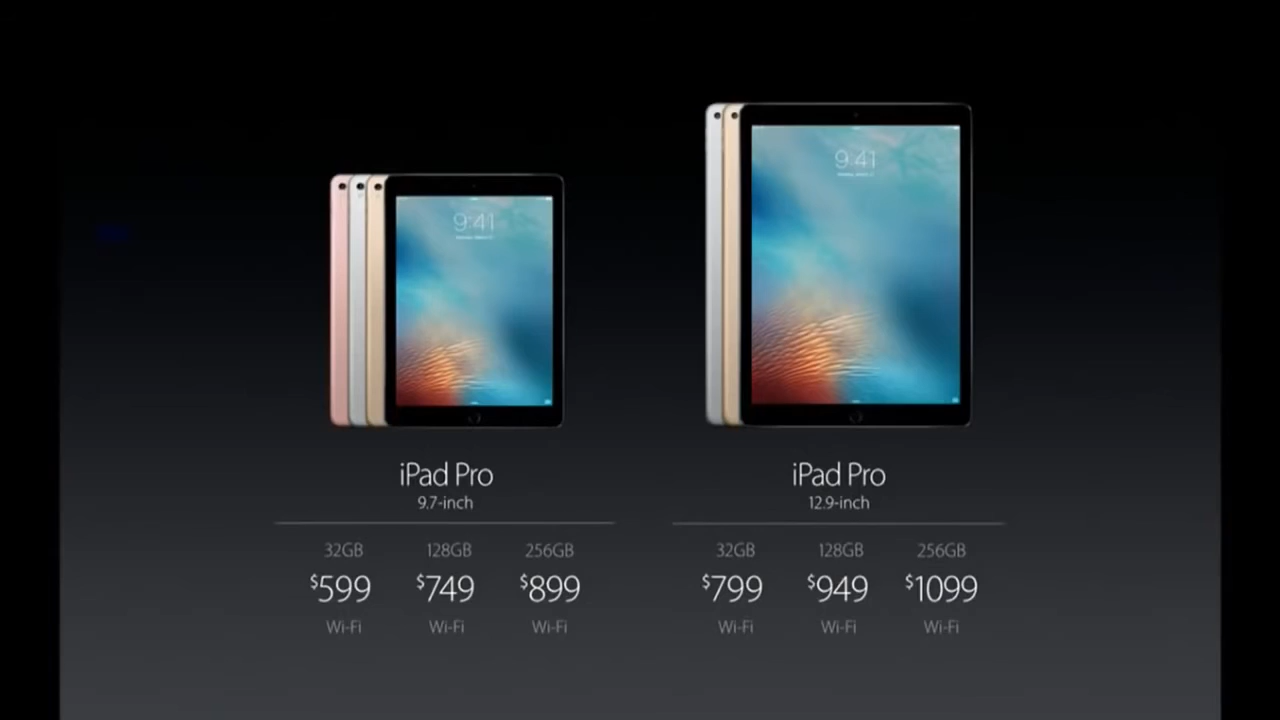 9:41
9:41
iPad Pro
9.7-inch
32GB 128GB 256GB
$599 $749 $899
Wi-Fi Wi-Fi Wi-Fi
iPad Pro
12.9-inch
32GB 128GB 256GB
$799 $949 $1099
Wi-Fi Wi-Fi Wi-Fi